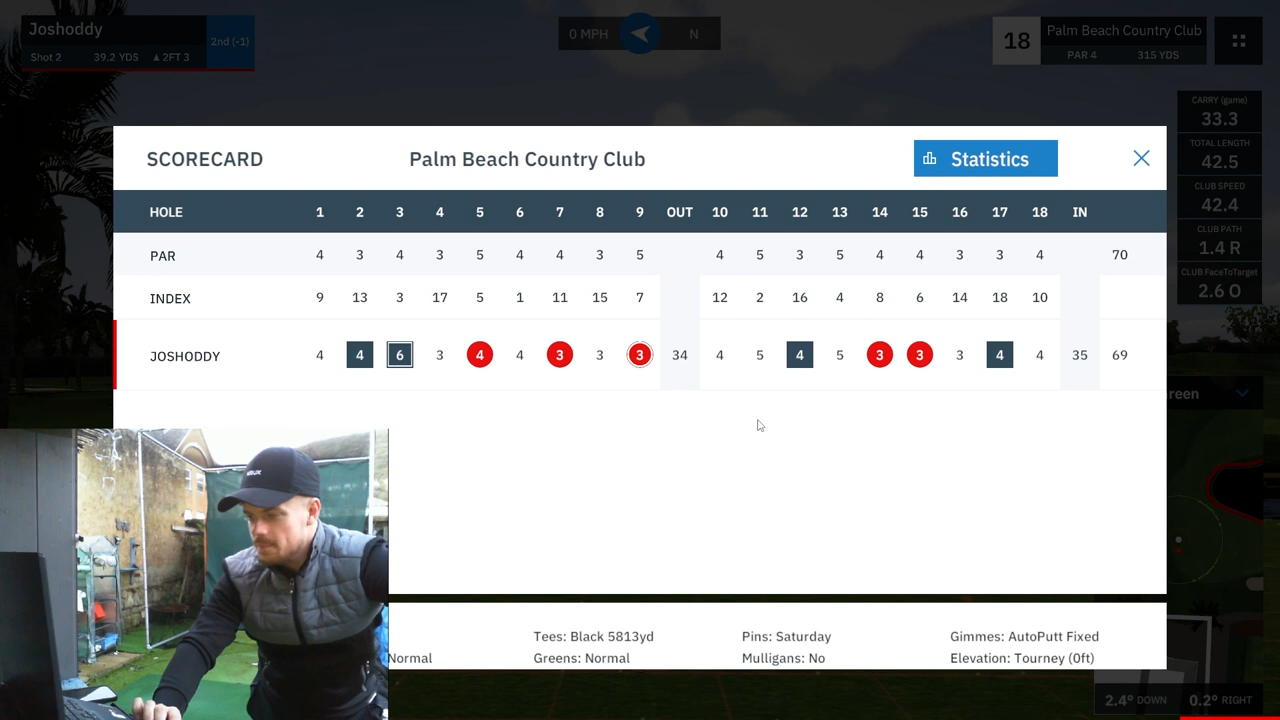 Joshoddy
2nd (-1)
Shot 2 39.2 YDS ▲2FT 3
0 MPH N
18
Palm Beach Country Club
PAR 4 315 YDS
CARRY (game)
33.3
TOTAL LENGTH
42.5
CLUB SPEED
42.4
CLUB PATH
1.4 R
CLUB FaceToTarget
2.6 O
SCORECARD Palm Beach Country Club Statistics
HOLE 1 2 3 4 5 6 7 8 9 OUT 10 11 12 13 14 15 16 17 18 IN
PAR 4 3 4 3 5 4 4 3 5 4 5 3 5 4 4 3 3 4 70
INDEX 9 13 3 17 5 1 11 15 7 12 2 16 4 8 6 14 18 10
JOSHODDY 4 4 6 3 4 4 3 3 3 34 4 5 4 5 3 3 3 4 4 35 69
reen
Tees: Black 5813yd Pins: Saturday Gimmes: AutoPutt Fixed
Normal Greens: Normal Mulligans: No Elevation: Tourney (0ft)
2.4° DOWN 0.2° RIGHT